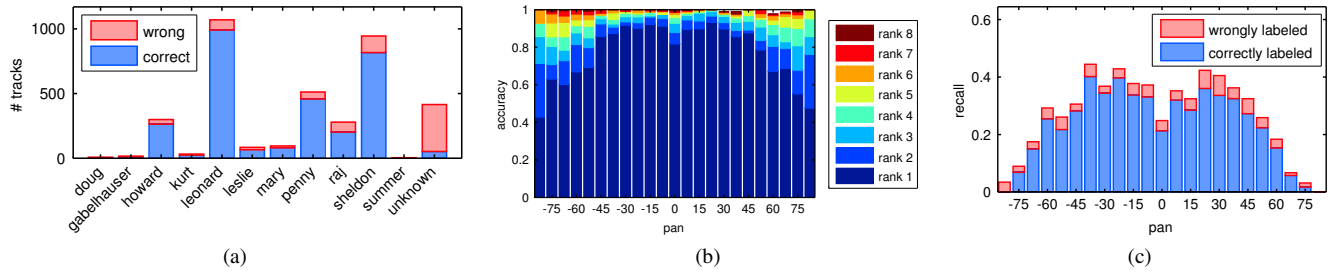 # tracks
1000
500
0
wrong
correct
doug
gabelhauser
howard
kurt
leonard
leslie
mary
penny
raj
sheldon
summer
unknown
(a)
accuracy
1
0.8
0.6
0.4
0.2
0
-75 -60 -45 -30 -15 0 15 30 45 60 75
pan
rank 8
rank 7
rank 6
rank 5
rank 4
rank 3
rank 2
rank 1
(b)
recall
0.6
0.4
0.2
0
wrongly labeled
correctly labeled
-75 -60 -45 -30 -15 0 15 30 45 60 75
pan
(c)